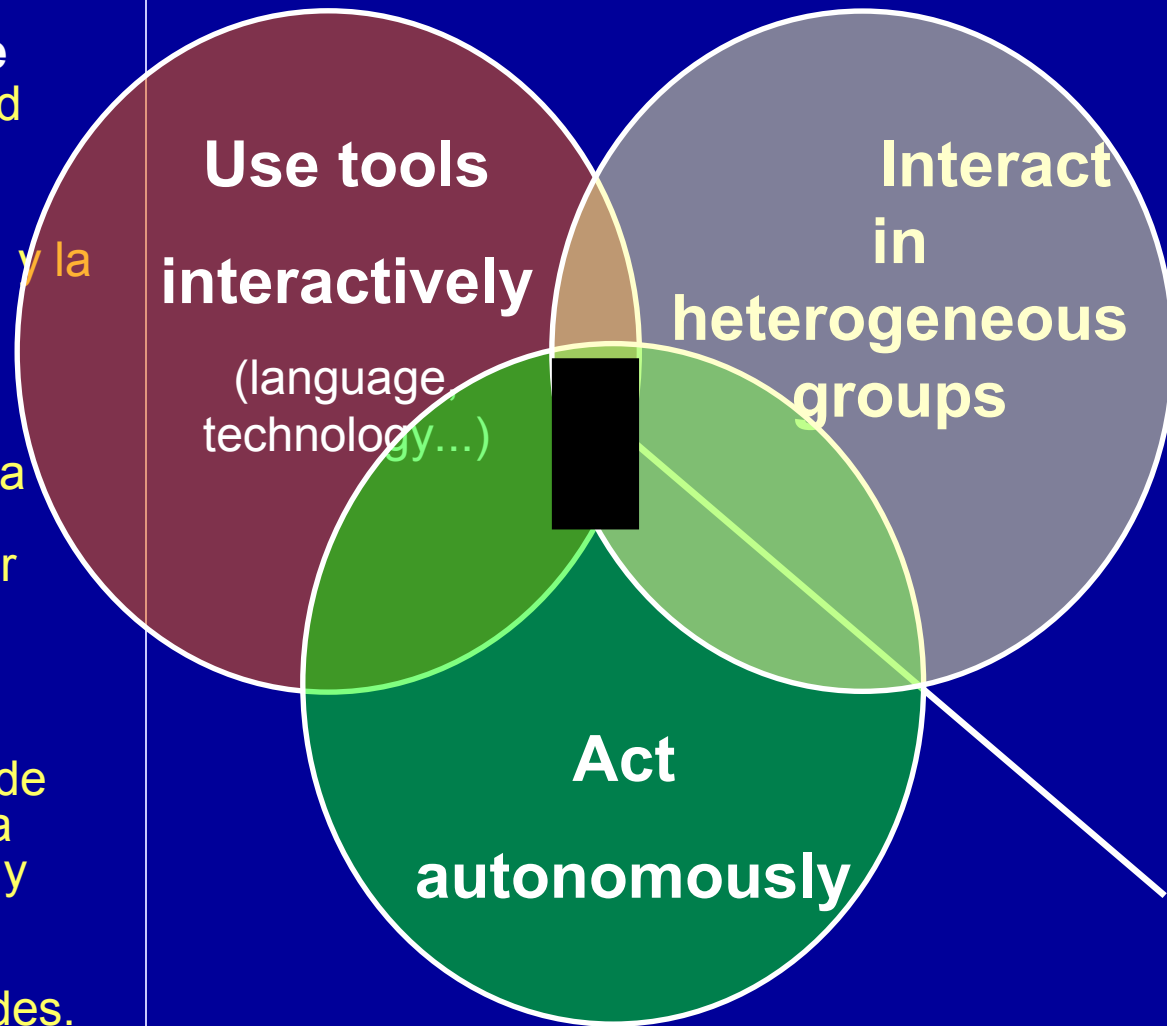 y la
de
a
y
des.
Use tools
interactively
(language,
technology...)
Interact
in
heterogeneous
groups
Act
autonomously